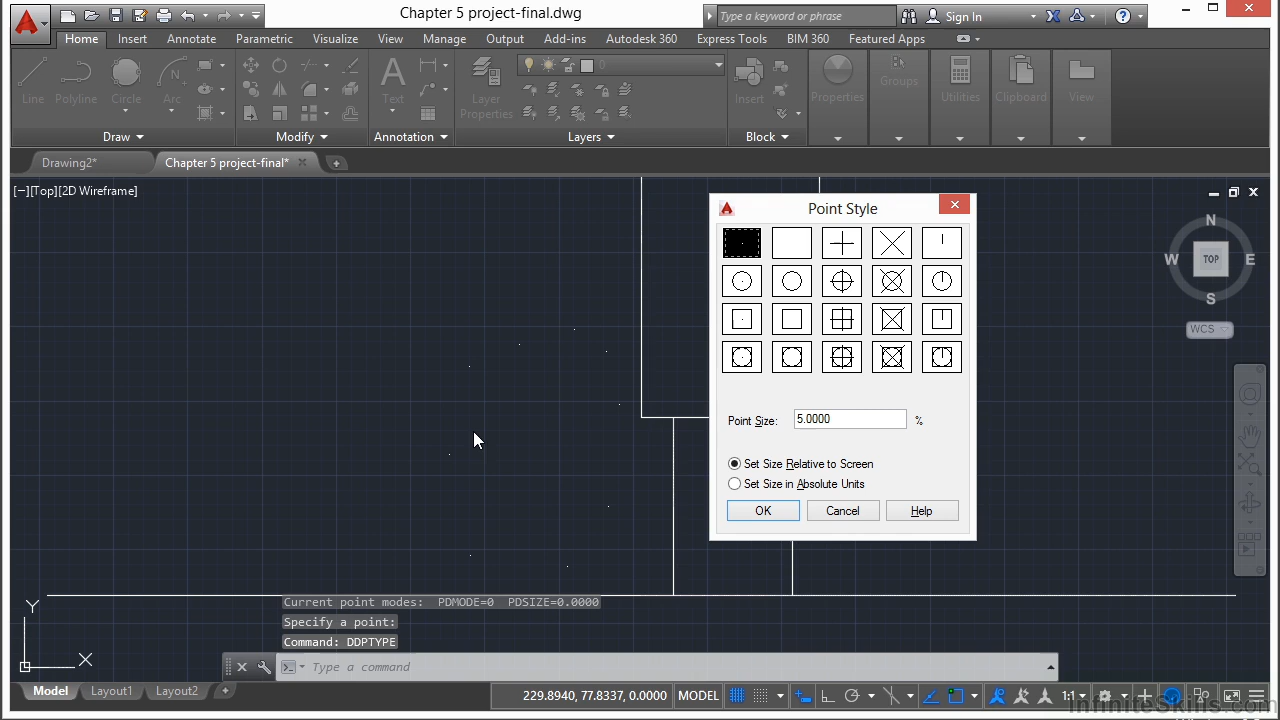 Chapter 5 project-final.dwg
Type a keyword or phrase
Sign In
Home Insert Annotate Parametric Visualize View Manage Output Add-ins Autodesk 360 Express Tools BIM 360 Featured Apps
Line Polyline Circle Arc
Text
Layer
Properties
0
Insert
Properties
Groups
Utilities
Clipboard
View
Draw Modify Annotation Layers Block
Drawing2* Chapter 5 project-final*
[−][Top][2D Wireframe]
Point Style
N
W TOP E
S
WCS
Point Size: 5.0000 %
Set Size Relative to Screen
Set Size in Absolute Units
OK Cancel Help
Y
X
Current point modes: PDMODE=0 PDSIZE=0.0000
Specify a point:
Command: DDPTYPE
Type a command
Model Layout1 Layout2
229.8940, 77.8337, 0.0000 MODEL 1:1
InfiniteSkills.com